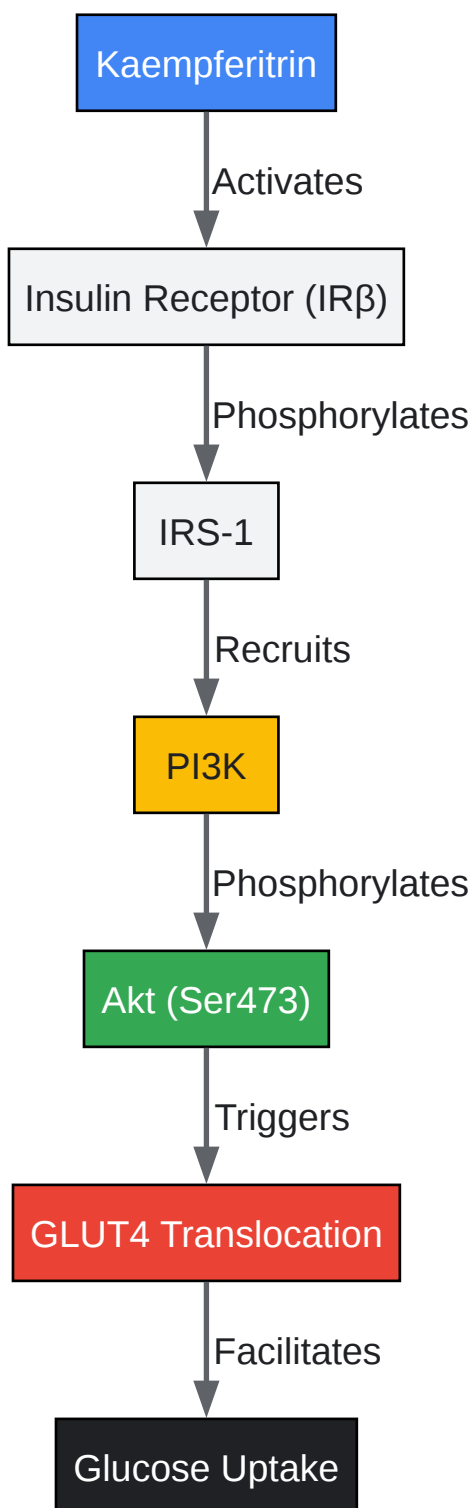 Kaempferitrin
Activates
Insulin Receptor (IRβ)
Phosphorylates
IRS-1
Recruits
PI3K
Phosphorylates
Akt (Ser473)
Triggers
GLUT4 Translocation
Facilitates
Glucose Uptake